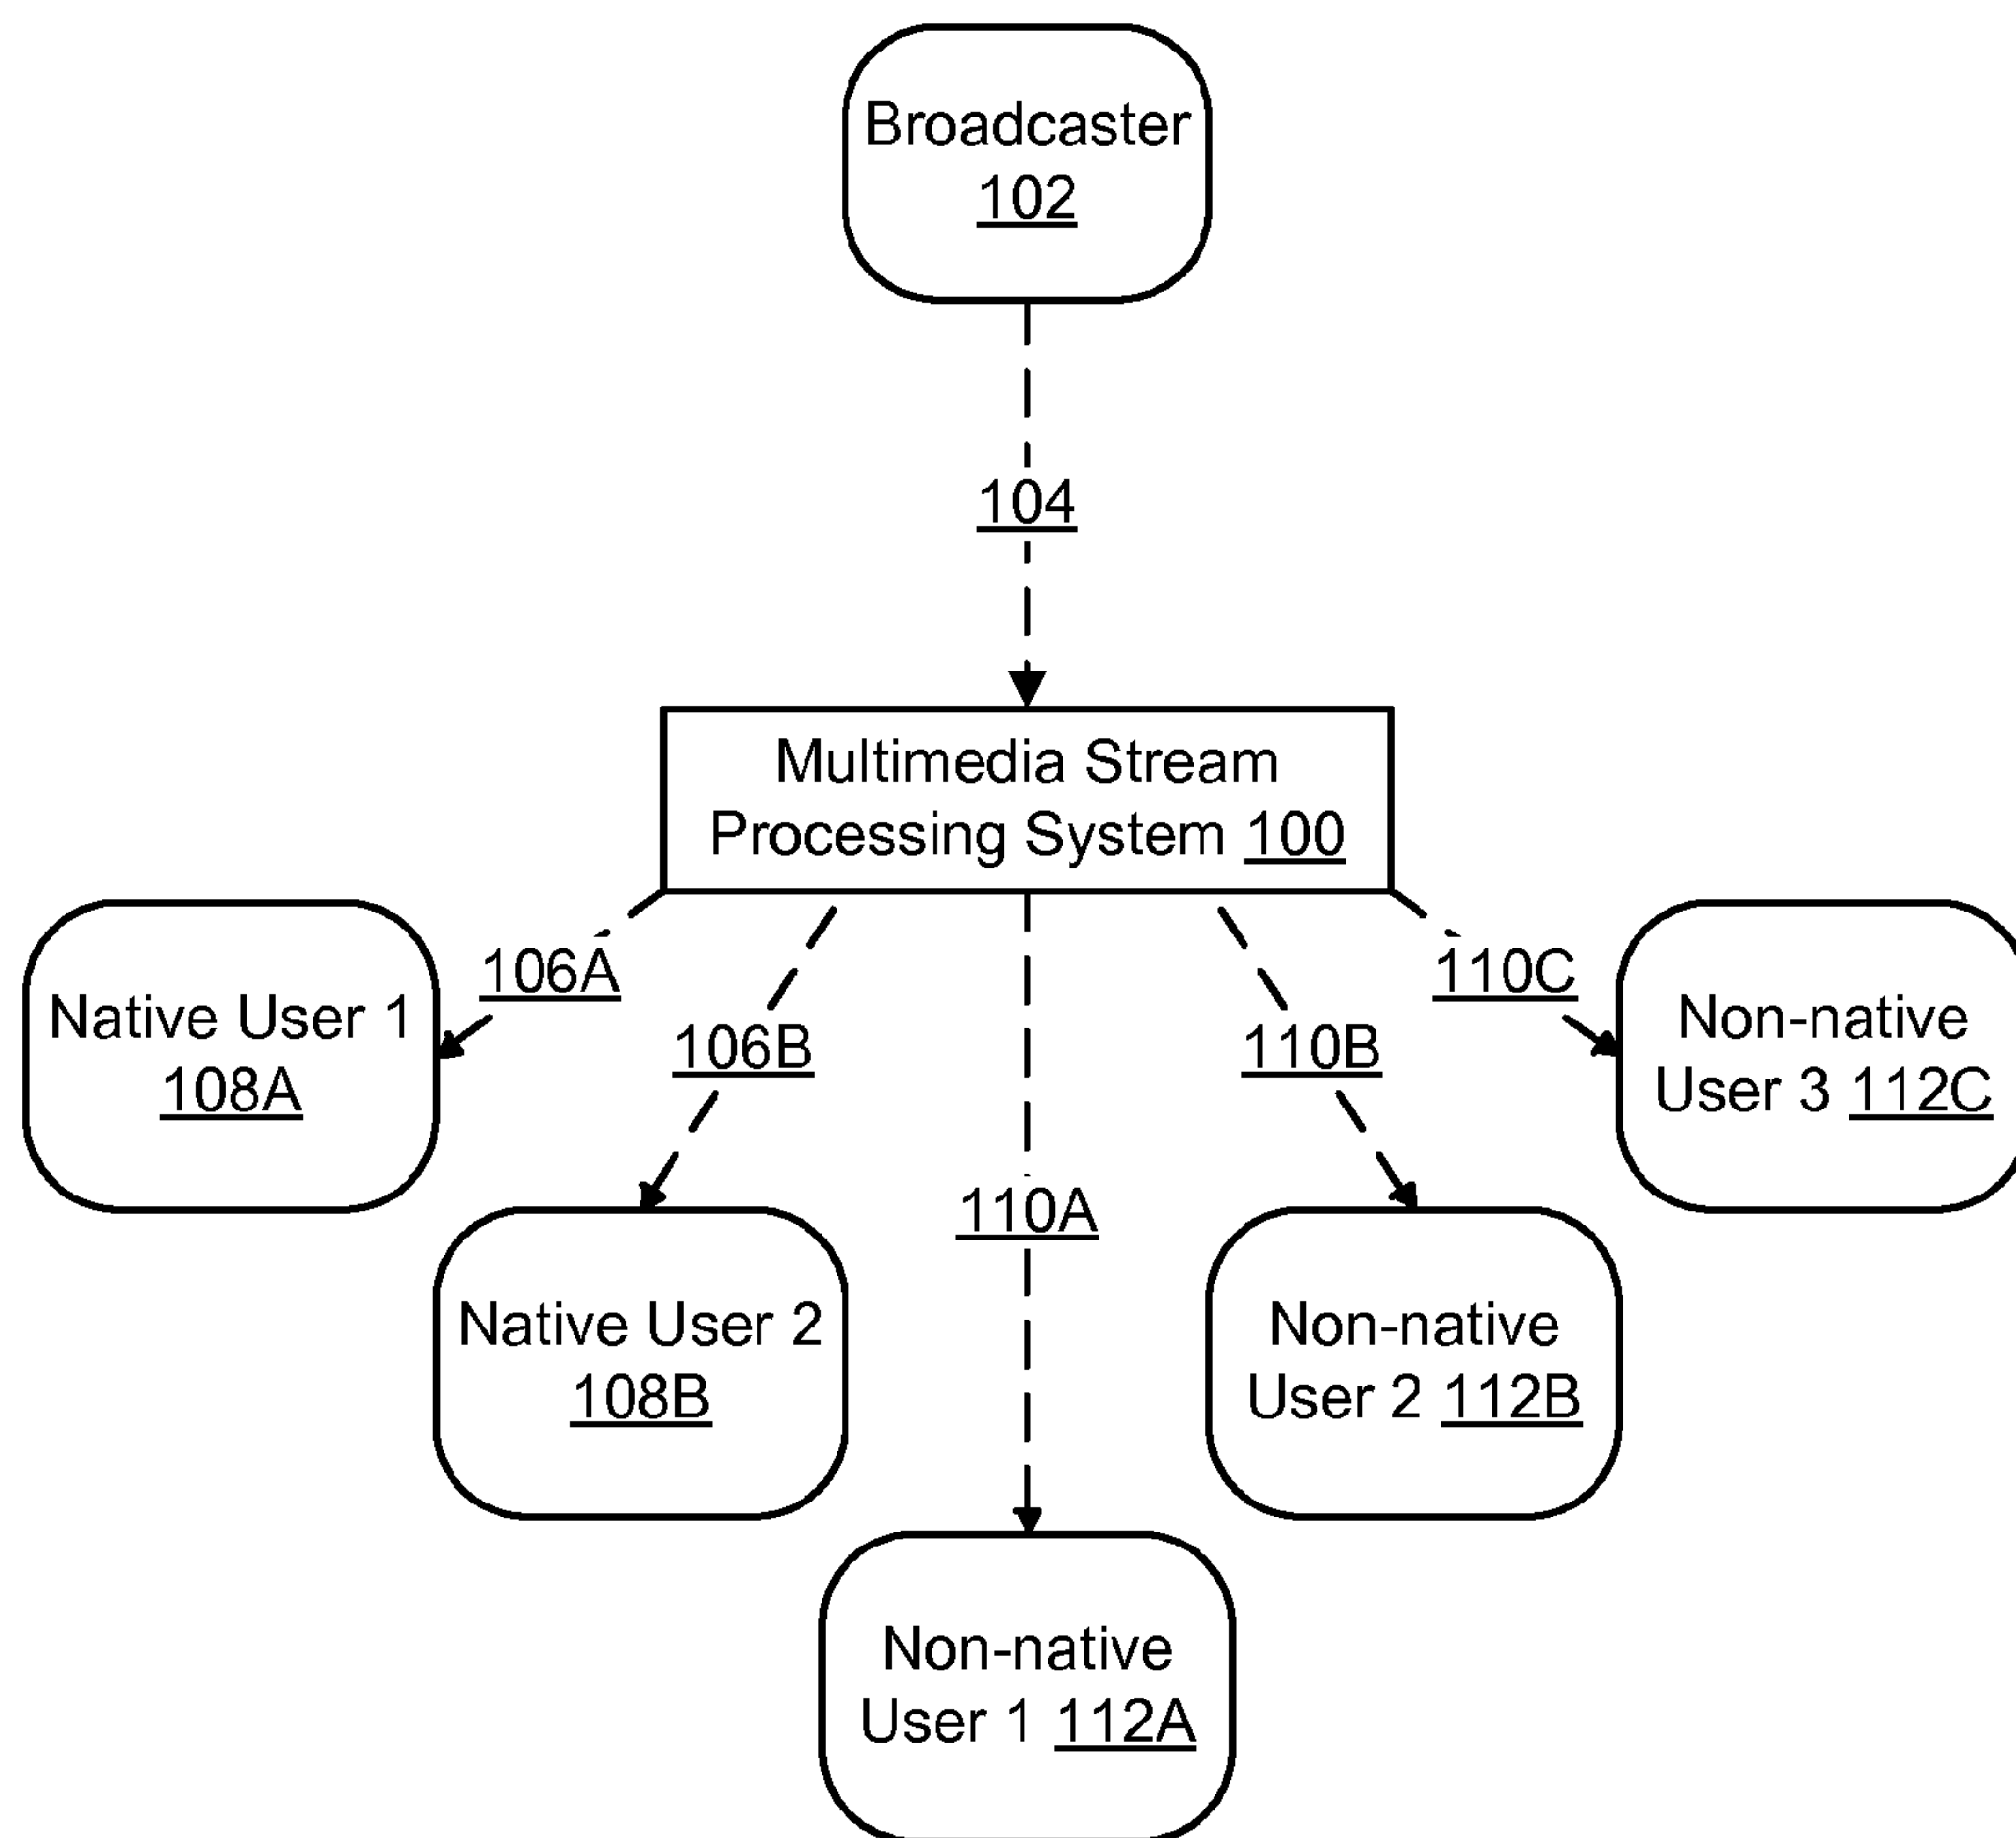 Broadcaster
102
104
Multimedia Stream
Processing System 100
106A
110C
Native User 1
108A
106B
110B
Non-native
User 3 112C
110A
Native User 2
108B
Non-native
User 2 112B
Non-native
User 1 112A